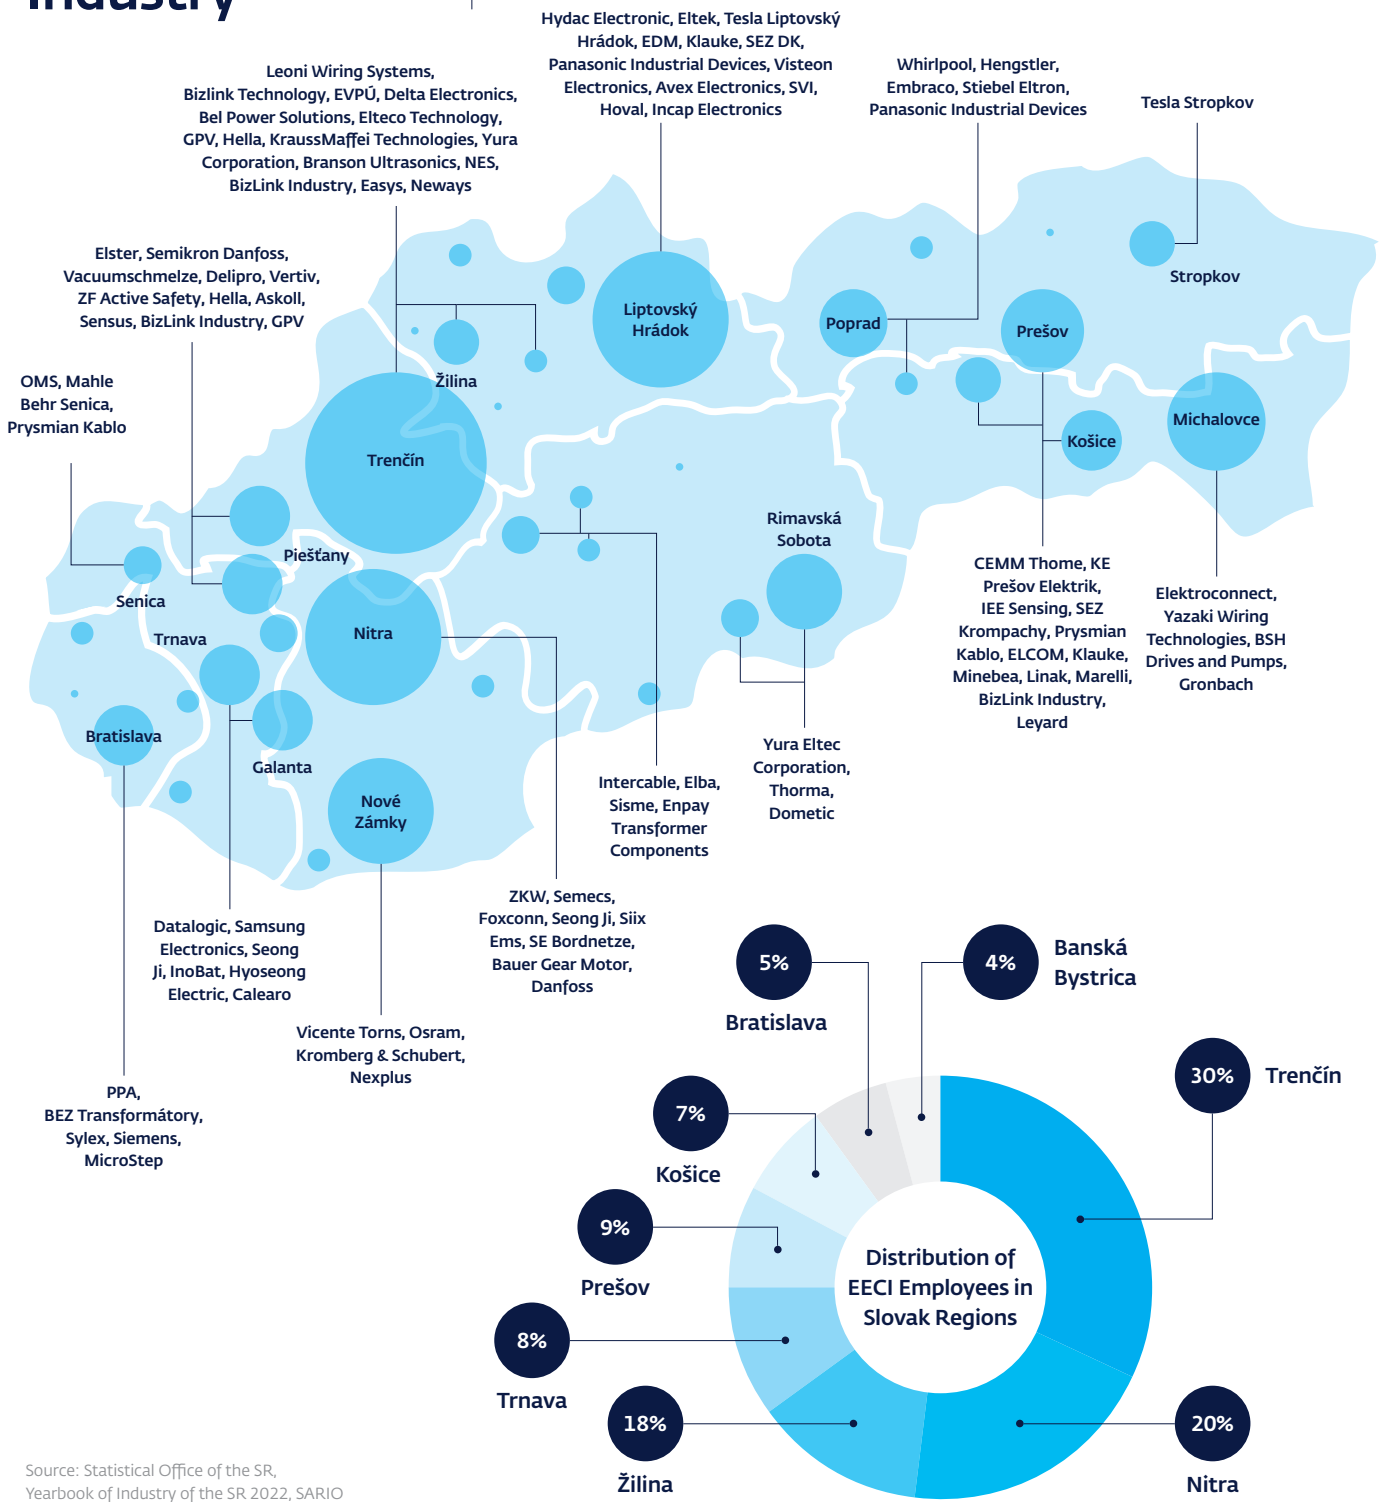 Industry
Hydac Electronic, Eltek, Tesla Liptovský
Hrádok, EDM, Klauke, SEZ DK,
Panasonic Industrial Devices, Visteon
Electronics, Avex Electronics, SVI,
Hoval, Incap Electronics
Whirlpool, Hengstler,
Embraco, Stiebel Eltron,
Panasonic Industrial Devices
Tesla Stropkov
Leoni Wiring Systems,
Bizlink Technology, EVPÚ, Delta Electronics,
Bel Power Solutions, Elteco Technology,
GPV, Hella, KraussMaffei Technologies, Yura
Corporation, Branson Ultrasonics, NES,
BizLink Industry, Easys, Neways
Elster, Semikron Danfoss,
Vacuumschmelze, Delipro, Vertiv,
ZF Active Safety, Hella, Askoll,
Sensus, BizLink Industry, GPV
OMS, Mahle
Behr Senica,
Prysmian Kablo
Stropkov
Liptovský
Hrádok
Poprad
Prešov
Žilina
Michalovce
Košice
Trenčín
Rimavská
Sobota
Piešťany
Senica
Trnava
Nitra
Bratislava
Galanta
Nové
Zámky
CEMM Thome, KE
Prešov Elektrik,
IEE Sensing, SEZ
Krompachy, Prysmian
Kablo, ELCOM, Klauke,
Minebea, Linak, Marelli,
BizLink Industry,
Leyard
Elektroconnect,
Yazaki Wiring
Technologies, BSH
Drives and Pumps,
Gronbach
Yura Eltec
Corporation,
Thorma,
Dometic
Intercable, Elba,
Sisme, Enpay
Transformer
Components
ZKW, Semecs,
Foxconn, Seong Ji, Siix
Ems, SE Bordnetze,
Bauer Gear Motor,
Danfoss
Datalogic, Samsung
Electronics, Seong
Ji, InoBat, Hyoseong
Electric, Calearo
Vicente Torns, Osram,
Kromberg & Schubert,
Nexplus
PPA,
BEZ Transformátory,
Sylex, Siemens,
MicroStep
5%
Bratislava
4%
Banská
Bystrica
30%
Trenčín
7%
Košice
9%
Prešov
Distribution of
EECI Employees in
Slovak Regions
8%
Trnava
18%
Žilina
20%
Nitra
Source: Statistical Office of the SR,
Yearbook of Industry of the SR 2022, SARIO